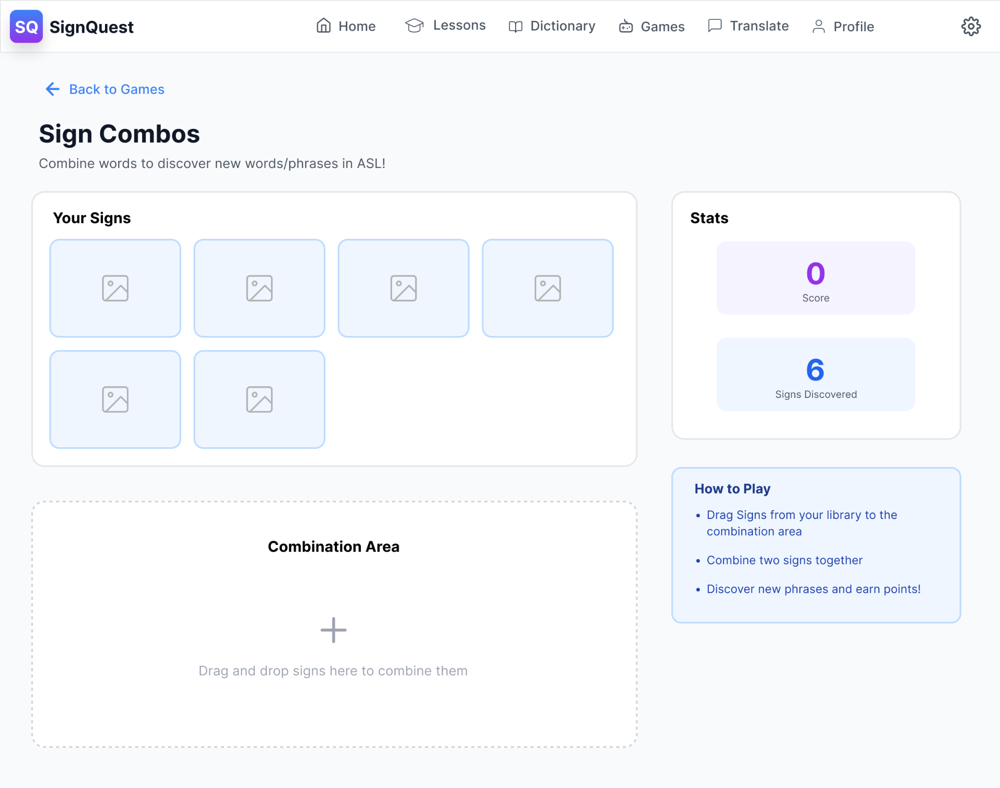 SQ SignQuest Home Lessons Dictionary Games Translate Profile
Back to Games
Sign Combos
Combine words to discover new words/phrases in ASL!
Your Signs
Stats
0
Score
6
Signs Discovered
How to Play
• Drag Signs from your library to the
combination area
• Combine two signs together
• Discover new phrases and earn points!
Combination Area
Drag and drop signs here to combine them